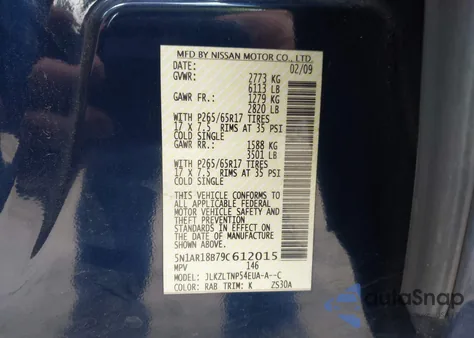 MFD BY NISSAN MOTOR CO., LTD.
DATE: 02/09
GVWR: 2773 KG
6113 LB
GAWR FR.: 1279 KG
2820 LB
WITH P265/65R17 TIRES
17 X 7.5 RIMS AT 35 PSI
COLD SINGLE
GAWR RR.: 1588 KG
3501 LB
WITH P265/65R17 TIRES
17 X 7.5 RIMS AT 35 PSI
COLD SINGLE
THIS VEHICLE CONFORMS TO
ALL APPLICABLE FEDERAL
MOTOR VEHICLE SAFETY AND
THEFT PREVENTION
STANDARDS IN EFFECT ON
THE DATE OF MANUFACTURE
SHOWN ABOVE.
5N1AR18B79C612015
MPV 146
MODEL: JLKZLTNP54EUA-A--C
COLOR: RAB TRIM: K ZS30A
AutoSnap